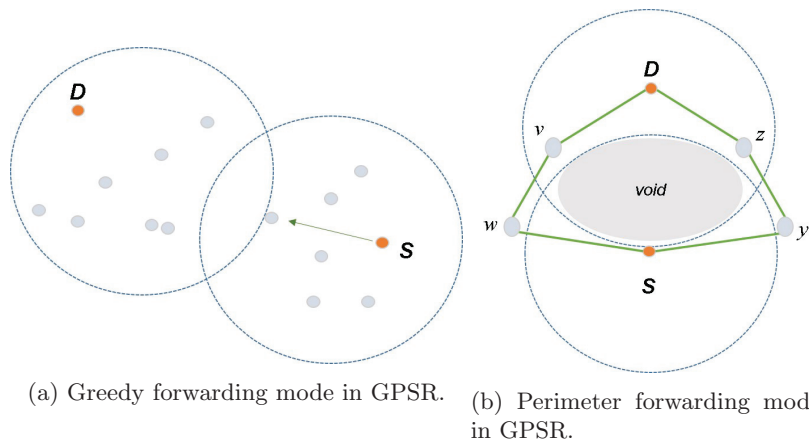 D
S
(a) Greedy forwarding mode in GPSR.
D
v
z
void
w
y
S
(b) Perimeter forwarding mod
in GPSR.